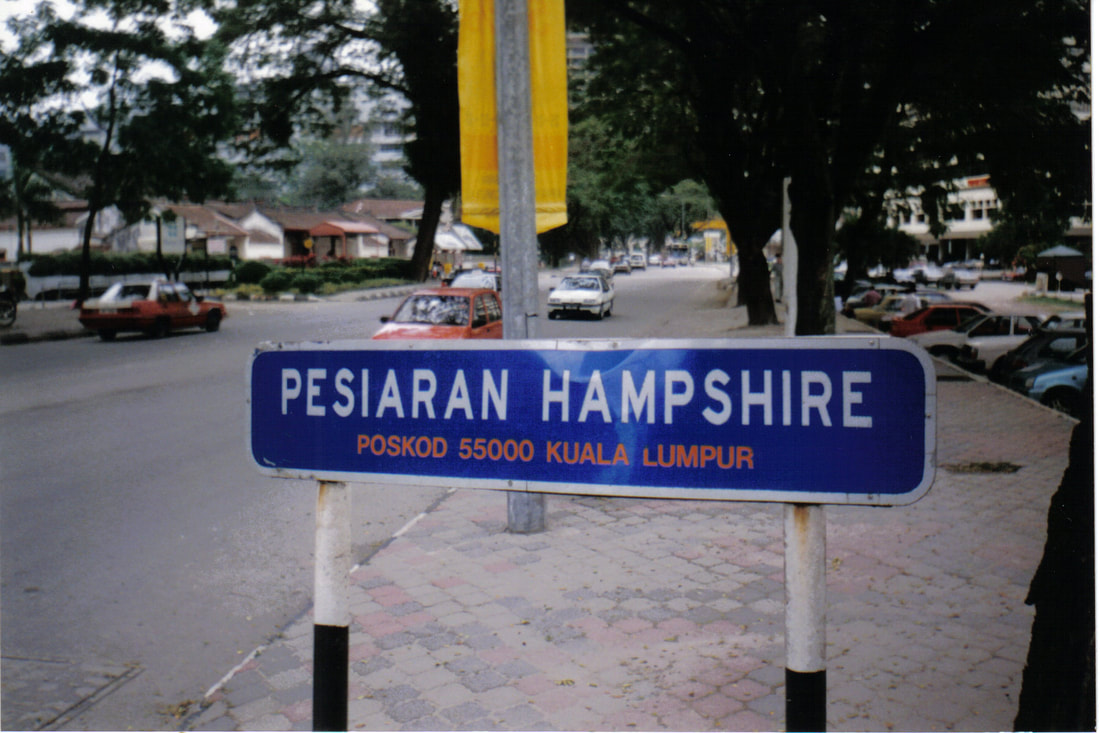 PESIARAN HAMPSHIRE
POSKOD 55000 KUALA LUMPUR